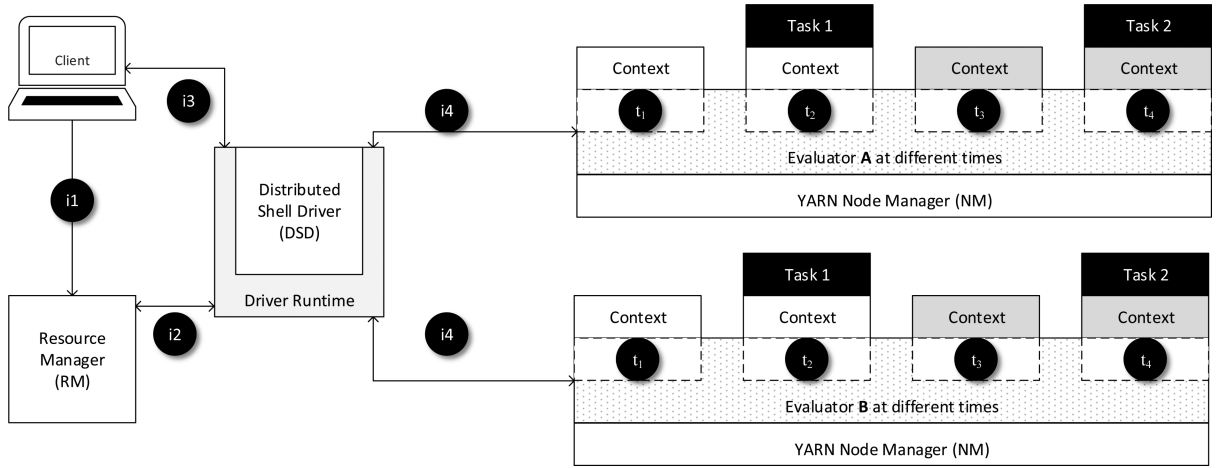 Client
i3
i1
Resource
Manager
(RM)
i2
Distributed
Shell Driver
(DSD)
Driver Runtime
i4
Task 1
Task 2
Context
Context
Context
Context
t1
t2
t3
t4
Evaluator A at different times
YARN Node Manager (NM)
i4
Task 1
Task 2
Context
Context
Context
Context
t1
t2
t3
t4
Evaluator B at different times
YARN Node Manager (NM)